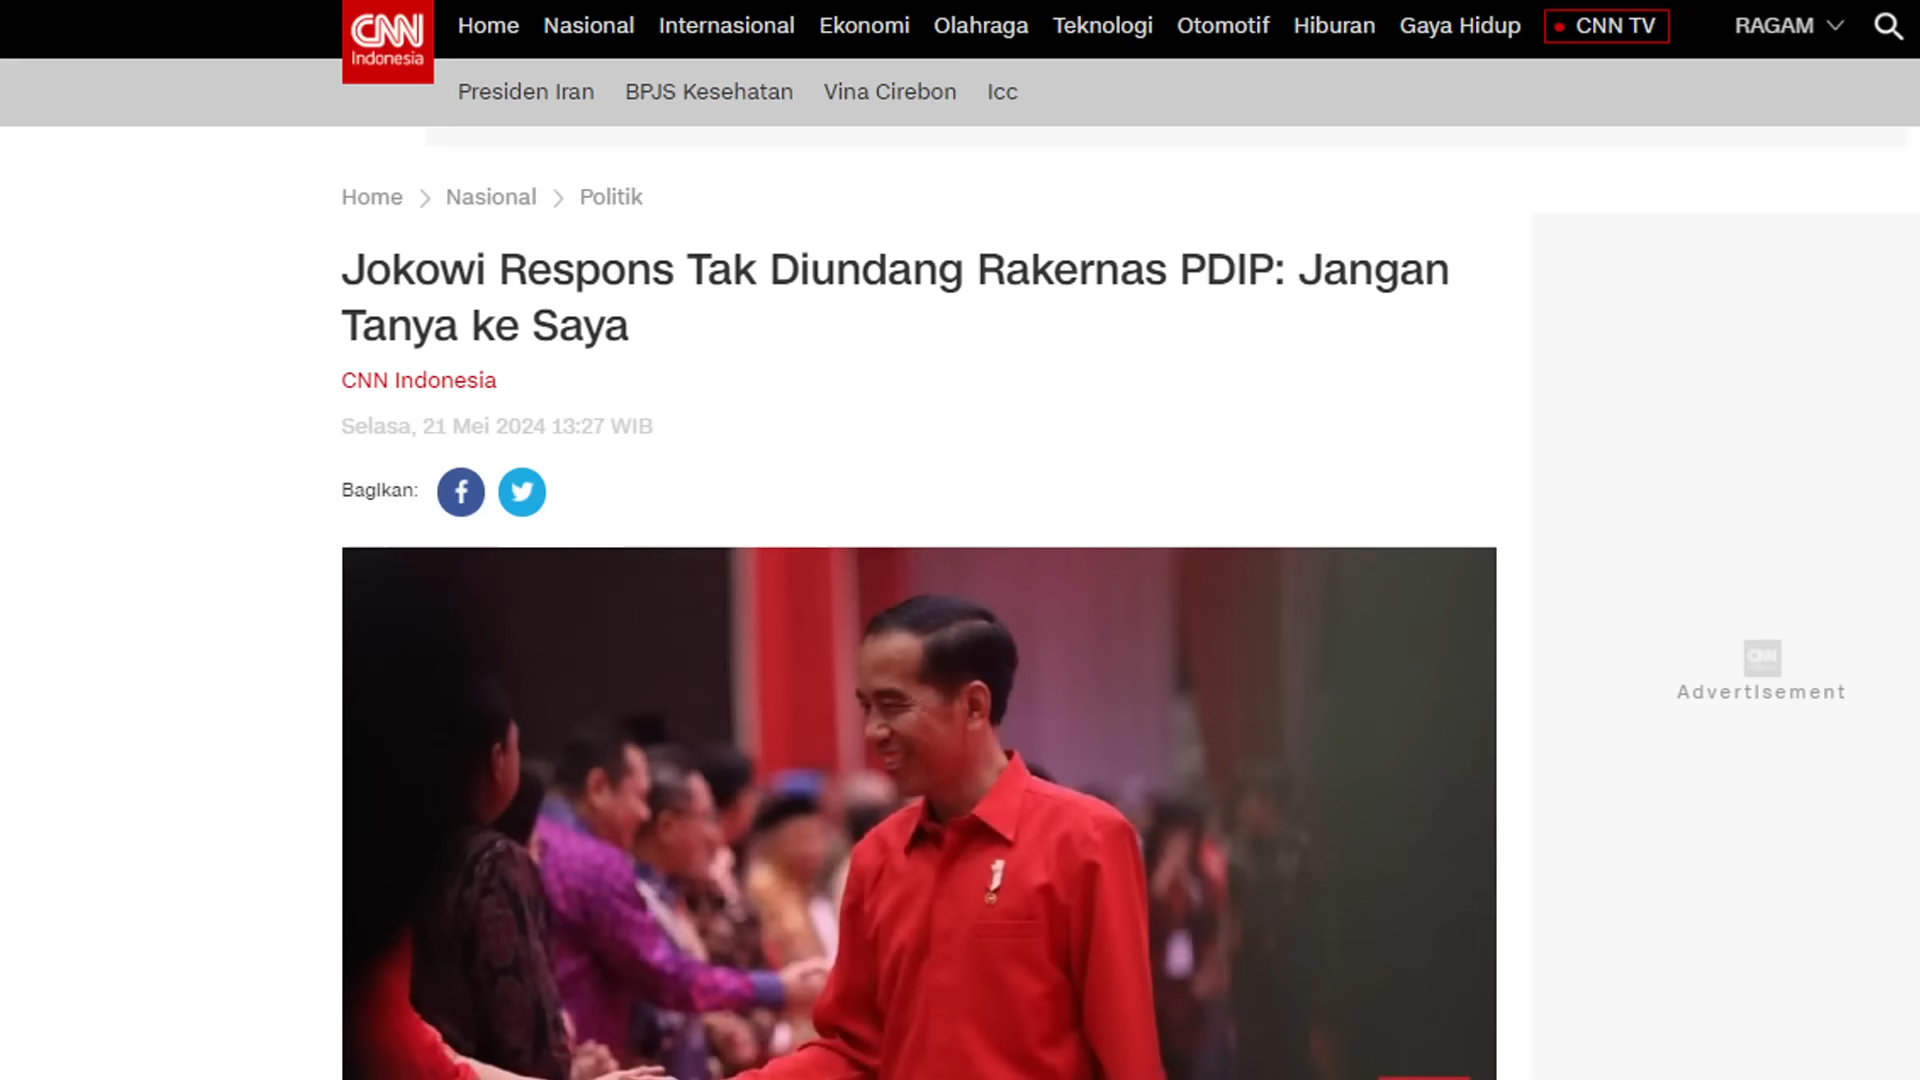 CNN
Indonesia
Home Nasional Internasional Ekonomi Olahraga Teknologi Otomotif Hiburan Gaya Hidup CNN TV RAGAM
Presiden Iran BPJS Kesehatan Vina Cirebon Icc
Home > Nasional > Politik
Jokowi Respons Tak Diundang Rakernas PDIP: Jangan
Tanya ke Saya
CNN Indonesia
Selasa, 21 Mei 2024 13:27 WIB
Bagikan:
CNN
Advertisement